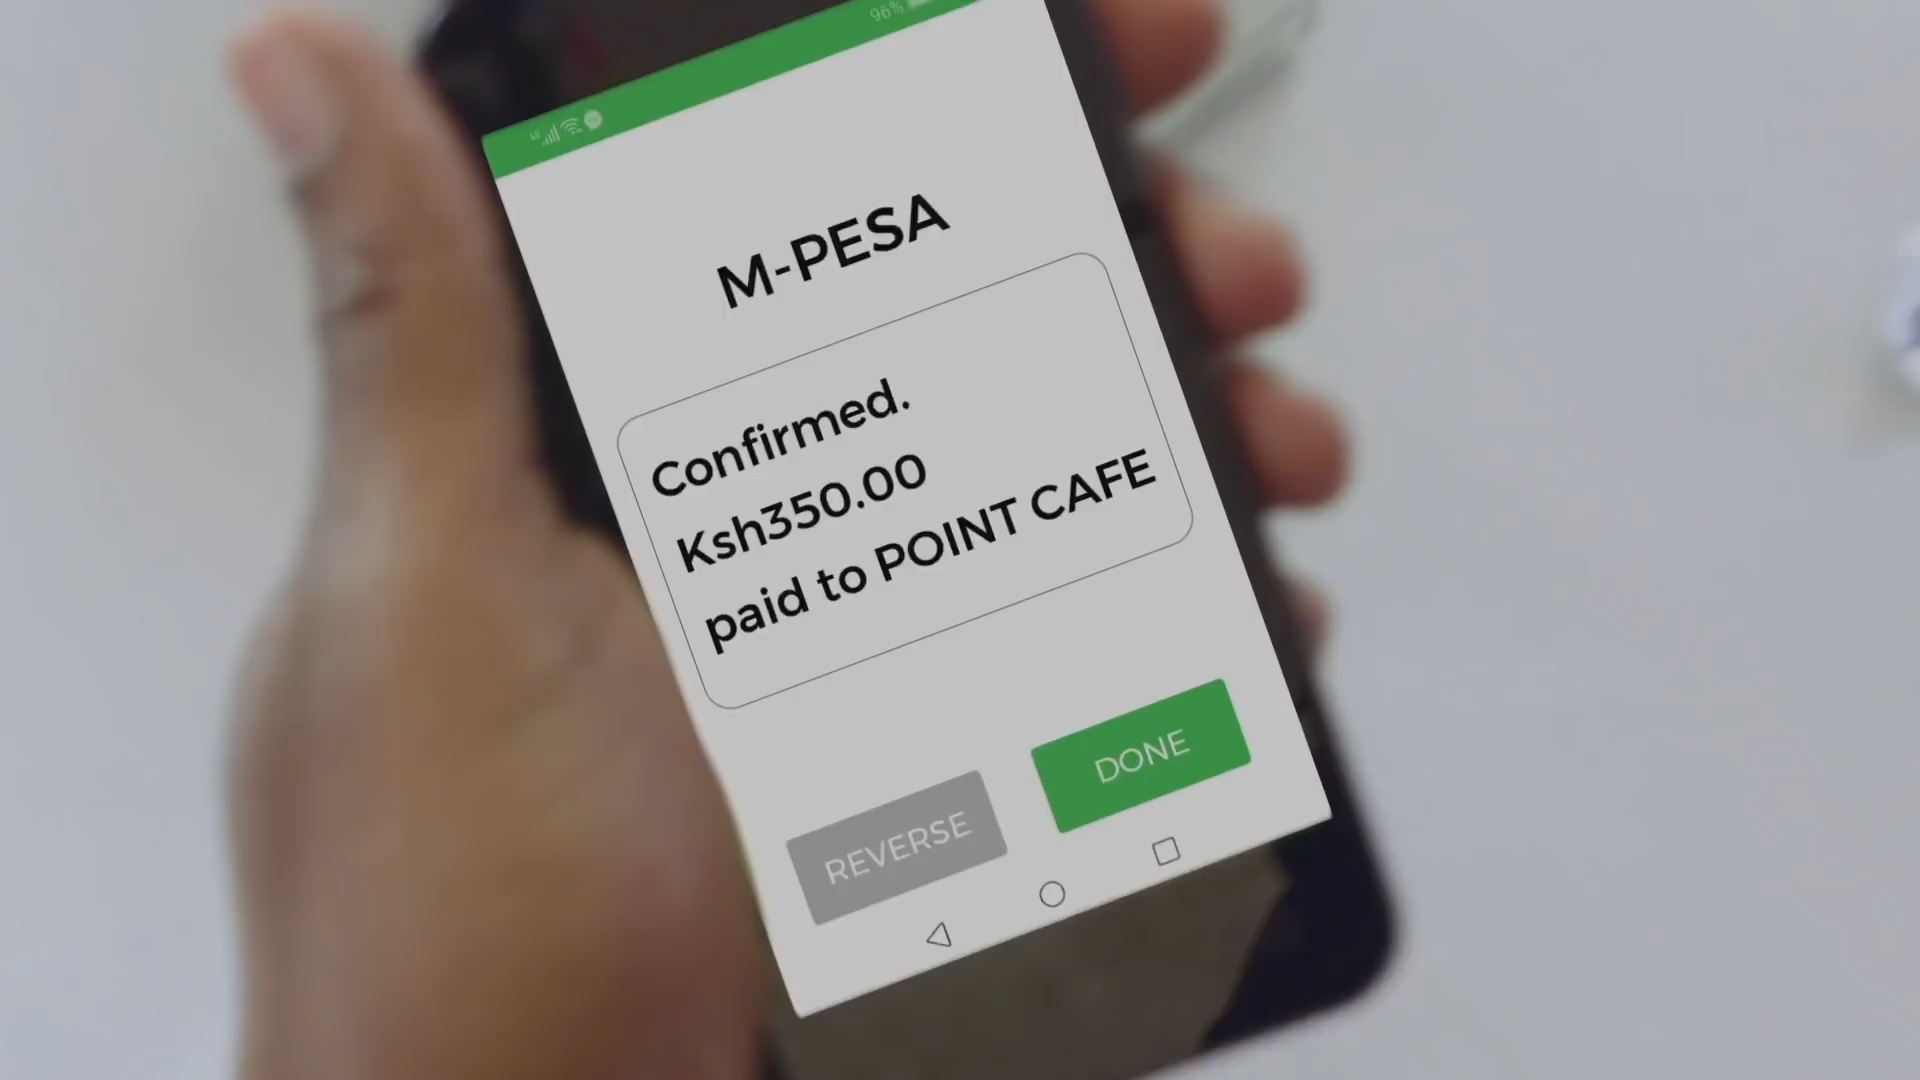 96%
M-PESA
Confirmed.
Ksh350.00
paid to POINT CAFE
REVERSE
DONE